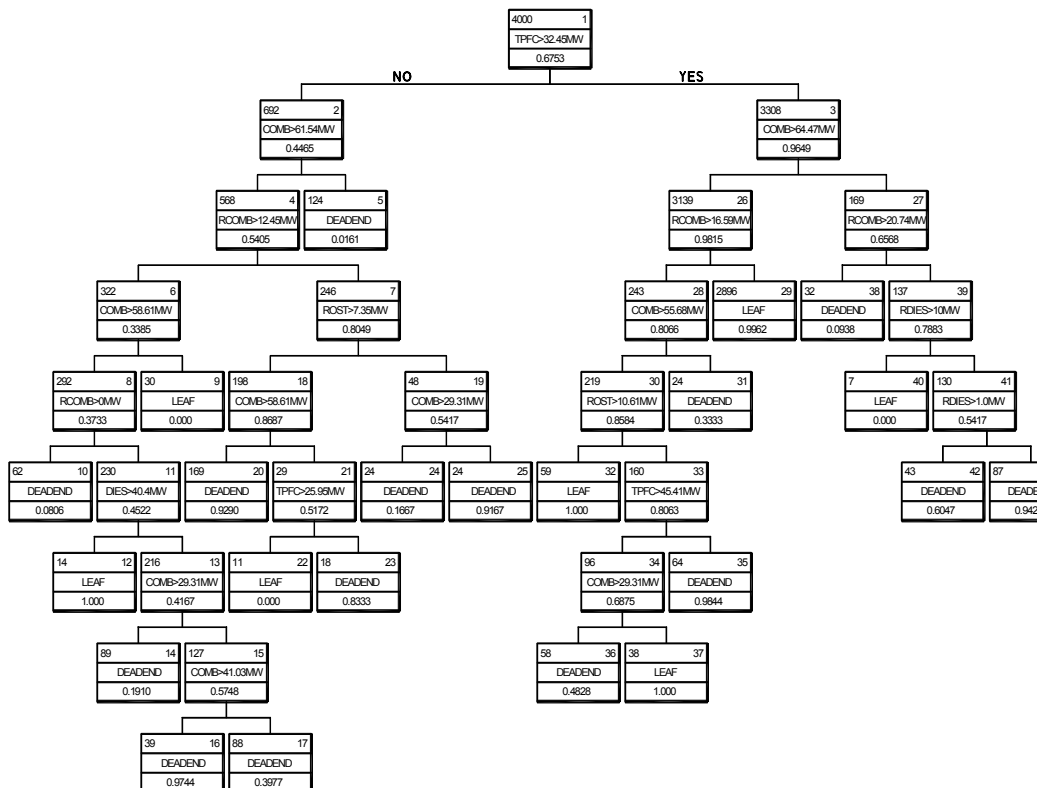 4000 1
TPFC>32.45MW
0.6753
NO YES
692 2
COMB>61.54MW
0.4465
3308 3
COMB>64.47MW
0.9649
568 4
RCOMB>12.45MW
0.5405
124 5
DEADEND
0.0161
3139 26
RCOMB>16.59MW
0.9815
169 27
RCOMB>20.74MW
0.6568
322 6
COMB>58.61MW
0.3385
246 7
ROST>7.35MW
0.8049
243 28
COMB>55.68MW
0.8066
2896 29
LEAF
0.9962
32 38
DEADEND
0.0938
137 39
RDIES>10MW
0.7883
292 8
RCOMB>0MW
0.3733
30 9
LEAF
0.000
198 18
COMB>58.61MW
0.8687
48 19
COMB>29.31MW
0.5417
219 30
ROST>10.61MW
0.8584
24 31
DEADEND
0.3333
7 40
LEAF
0.000
130 41
RDIES>1.0MW
0.5417
62 10
DEADEND
0.0806
230 11
DIES>40.4MW
0.4522
169 20
DEADEND
0.9290
29 21
TPFC>25.95MW
0.5172
24 24
DEADEND
0.1667
24 25
DEADEND
0.9167
59 32
LEAF
1.000
160 33
TPFC>45.41MW
0.8063
43 42
DEADEND
0.6047
87
DEADE
0.942
14 12
LEAF
1.000
216 13
COMB>29.31MW
0.4167
11 22
LEAF
0.000
18 23
DEADEND
0.8333
96 34
COMB>29.31MW
0.6875
64 35
DEADEND
0.9844
89 14
DEADEND
0.1910
127 15
COMB>41.03MW
0.5748
58 36
DEADEND
0.4828
38 37
LEAF
1.000
39 16
DEADEND
0.9744
88 17
DEADEND
0.3977